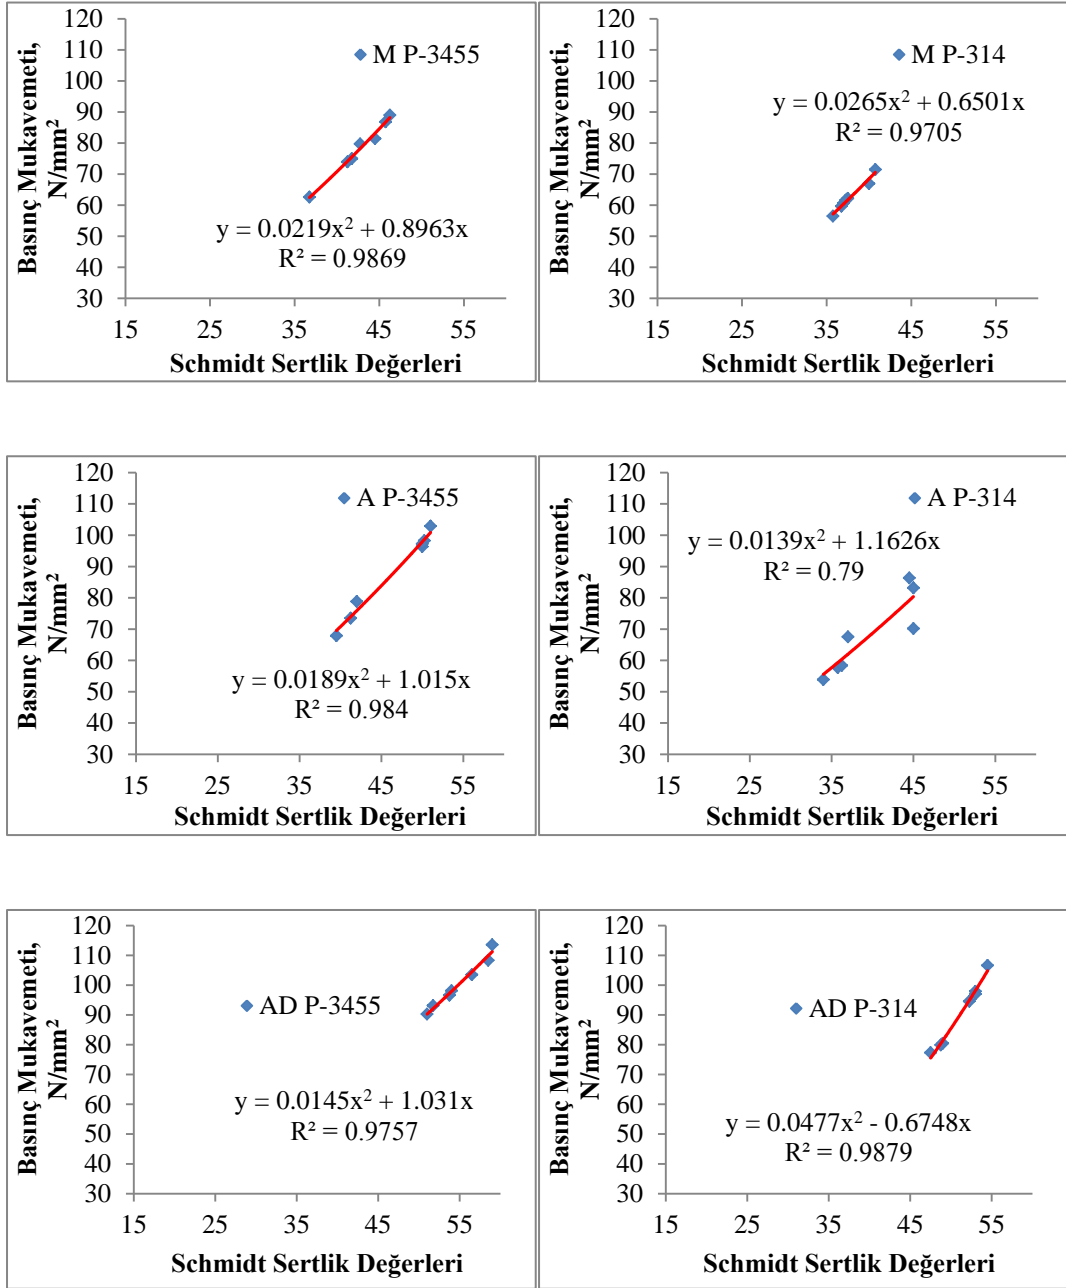 120
110
100
90
80
70
60
50
40
30
Basınç Mukavemeti,
N/mm²
M P-3455
y = 0.0219x² + 0.8963x
R² = 0.9869
15 25 35 45 55
Schmidt Sertlik Değerleri
120
110
100
90
80
70
60
50
40
30
Basınç Mukavemeti,
N/mm²
M P-314
y = 0.0265x² + 0.6501x
R² = 0.9705
15 25 35 45 55
Schmidt Sertlik Değerleri
120
110
100
90
80
70
60
50
40
30
Basınç Mukavemeti,
N/mm²
A P-3455
y = 0.0189x² + 1.015x
R² = 0.984
15 25 35 45 55
Schmidt Sertlik Değerleri
120
110
100
90
80
70
60
50
40
30
Basınç Mukavemeti,
N/mm²
A P-314
y = 0.0139x² + 1.1626x
R² = 0.79
15 25 35 45 55
Schmidt Sertlik Değerleri
120
110
100
90
80
70
60
50
40
30
Basınç Mukavemeti,
N/mm²
AD P-3455
y = 0.0145x² + 1.031x
R² = 0.9757
15 25 35 45 55
Schmidt Sertlik Değerleri
120
110
100
90
80
70
60
50
40
30
Basınç Mukavemeti,
N/mm²
AD P-314
y = 0.0477x² - 0.6748x
R² = 0.9879
15 25 35 45 55
Schmidt Sertlik Değerleri